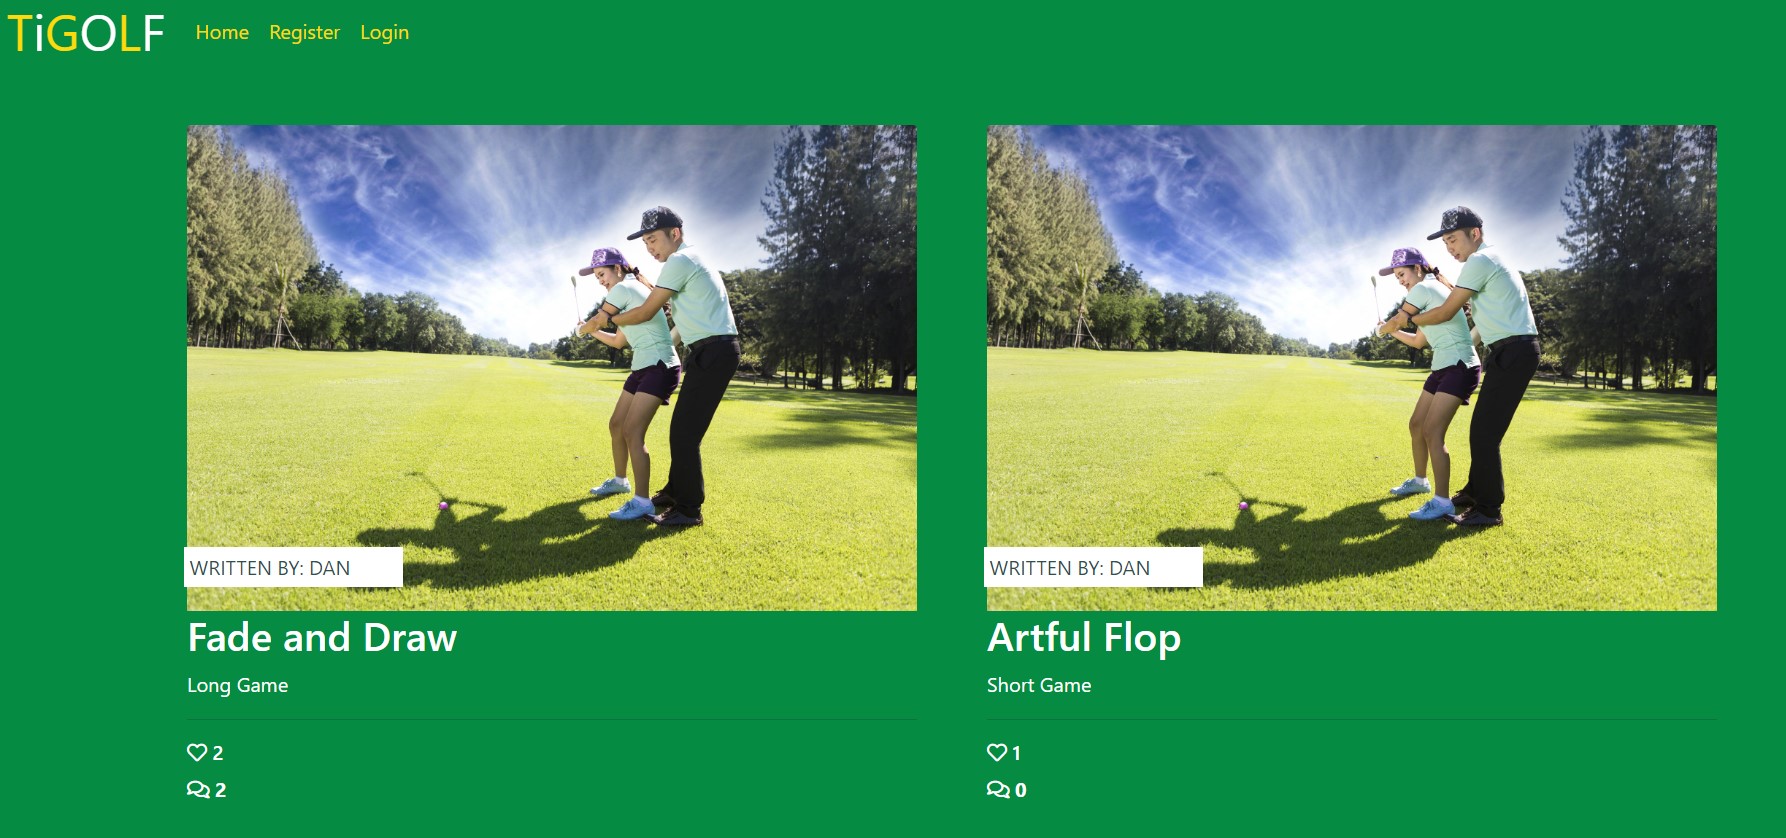 TiGOLF Home Register Login
WRITTEN BY: DAN
Fade and Draw
Long Game
2
2
WRITTEN BY: DAN
Artful Flop
Short Game
1
0